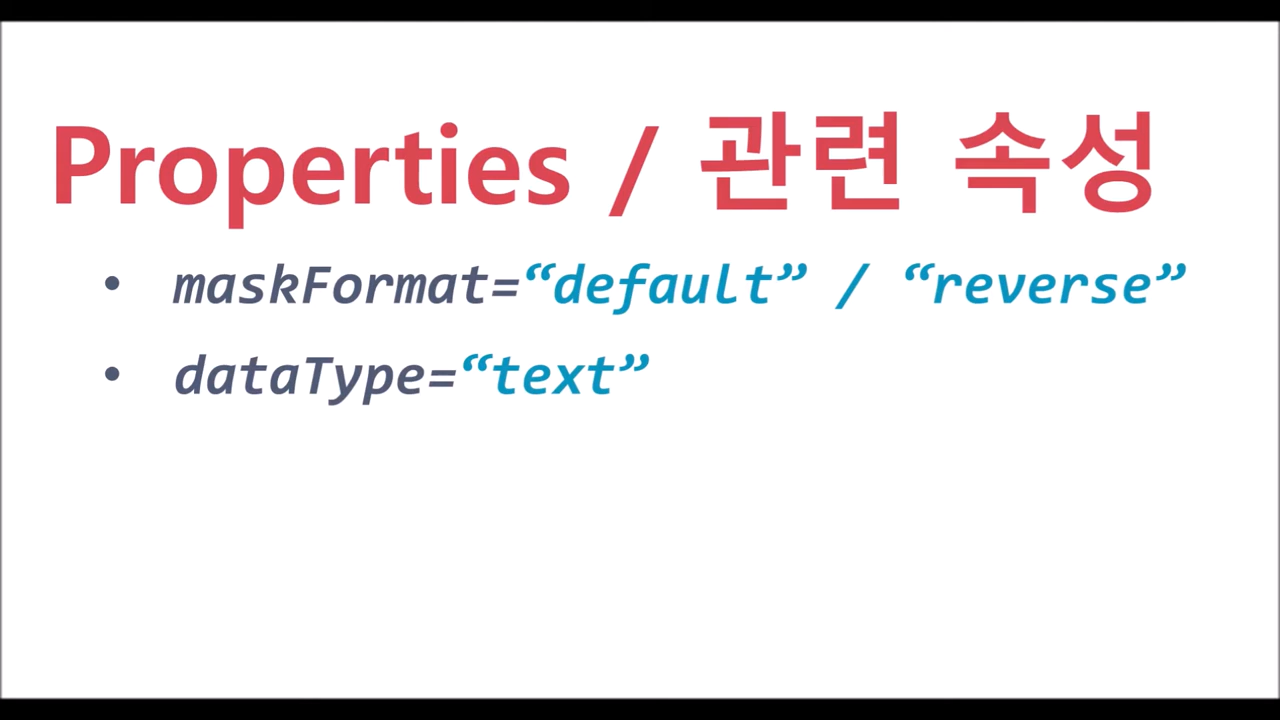 Properties / 관련 속성
• maskFormat=“default” / “reverse”
• dataType=“text”